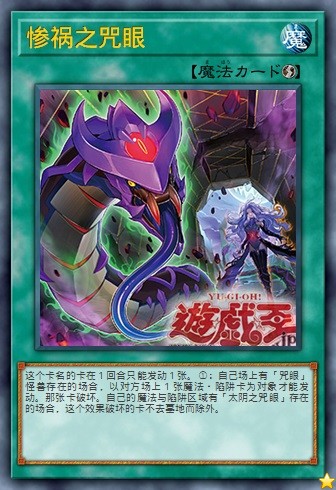 惨祸之咒眼
魔
【魔法カード】
YU-GI-OH!
遊戯王
这个卡名的卡在1回合只能发动1张。①：自己场上有「咒眼」
怪兽存在的场合，以对方场上1张魔法·陷阱卡为对象才能发
动。那张卡破坏。自己的魔法与陷阱区域有「太阴之咒眼」存在
的场合，这个效果破坏的卡不去墓地而除外。